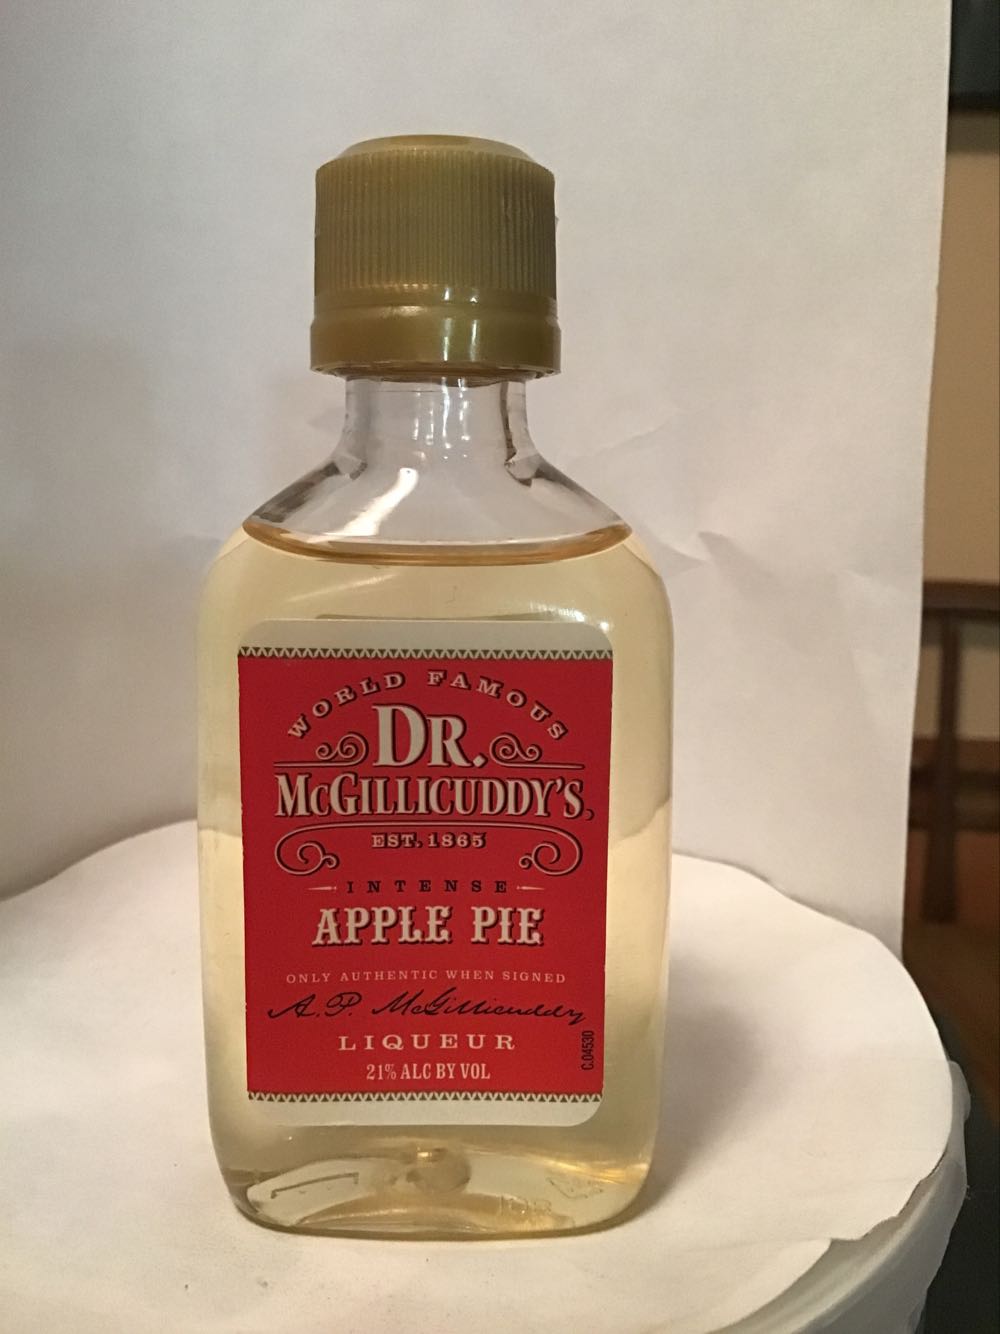 WORLD FAMOUS
DR.
McGILLICUDDY'S
EST. 1865
INTENSE
APPLE PIE
ONLY AUTHENTIC WHEN SIGNED
A.P. McGillicuddy
LIQUEUR
21% ALC BY VOL
C.04530